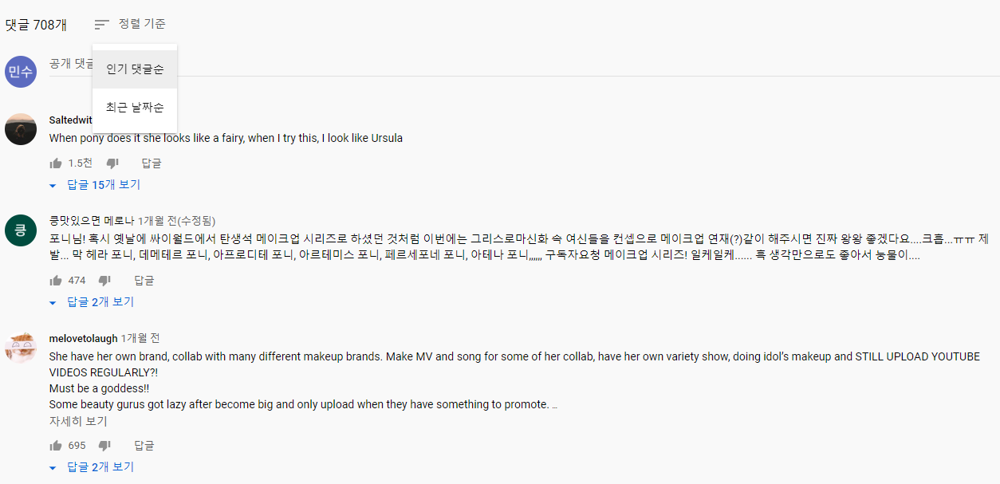 댓글 708개 정렬 기준
인기 댓글순
최근 날짜순
민수 공개 댓글
Saltedwit
When pony does it she looks like a fairy, when I try this, I look like Ursula
1.5천 답글
답글 15개 보기
킁
킁맛있으면 메로나 1개월 전(수정됨)
포니님! 혹시 옛날에 싸이월드에서 탄생석 메이크업 시리즈로 하셨던 것처럼 이번에는 그리스로마신화 속 여신들을 컨셉으로 메이크업 연재(?)같이 해주시면 진짜 왕왕 좋겠다요....크흡...ㅠㅠ 제
발... 막 헤라 포니, 데메테르 포니, 아프로디테 포니, 아르테미스 포니, 페르세포네 포니, 아테나 포니,,,,,, 구독자요청 메이크업 시리즈! 일케일케...... 흑 생각만으로도 좋아서 눙물이....
474 답글
답글 2개 보기
melovetolaugh 1개월 전
She have her own brand, collab with many different makeup brands. Make MV and song for some of her collab, have her own variety show, doing idol's makeup and STILL UPLOAD YOUTUBE
VIDEOS REGULARLY?!
Must be a goddess!!
Some beauty gurus got lazy after become big and only upload when they have something to promote. ...
자세히 보기
695 답글
답글 2개 보기